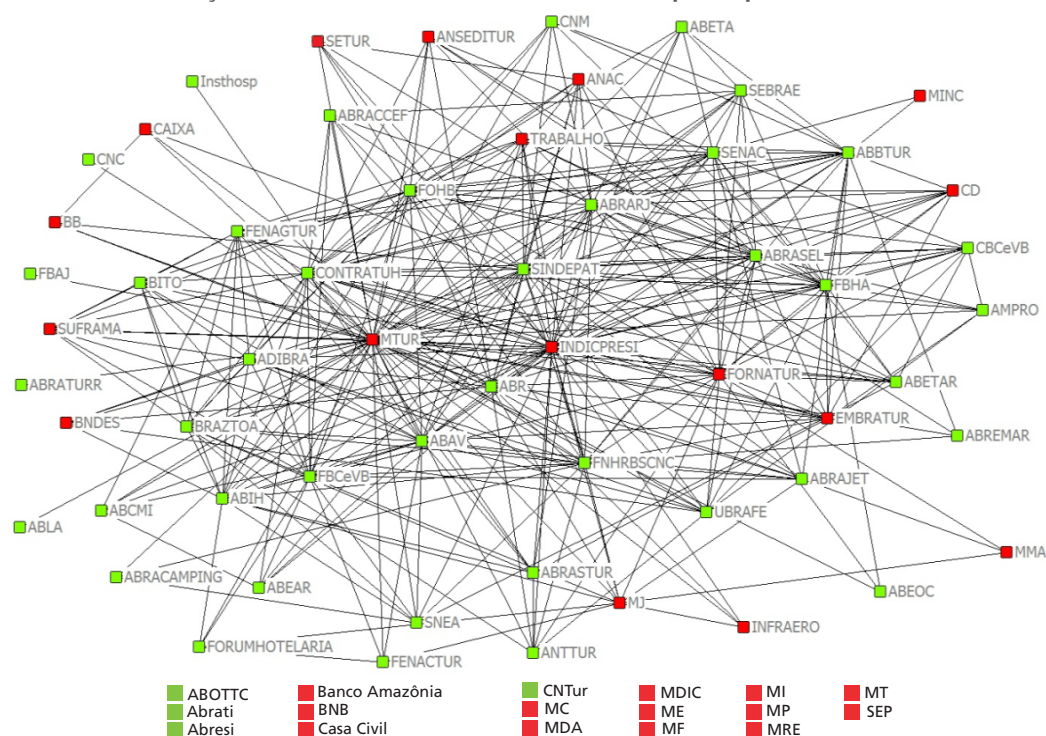 CNM
ABETA
SETUR
ANSEDITUR
Insthosp
ANAC
SEBRAE
MINC
ABRACCEF
CAIXA
TRABALHO
CNC
SENAC
ABBTUR
FOHB
CD
ABRARJ
BB
FENAGTUR
CBCeVB
ABRASEL
FBAJ
BITO
CONTRATUH
SINDEPAT
FBHA
AMPRO
SUFRAMA
MTUR
INDICPRESI
ADIBRA
FORNATUR
ABRATURR
ABR
ABETAR
BNDES
BRAZTOA
EMBRATUR
ABAV
ABREMAR
FBCeVB
FNHRBSCNC
ABRAJET
ABIH
ABCMI
UBRAFE
ABLA
MMA
ABRACAMPING
ABEAR
ABRASTUR
ABEOC
MJ
SNEA
INFRAERO
FORUMHOTELARIA
FENACTUR
ANTTUR
ABOTTC
Banco Amazônia
CNTur
MDIC
MI
MT
Abrati
BNB
MC
ME
MP
SEP
Abresi
Casa Civil
MDA
MF
MRE